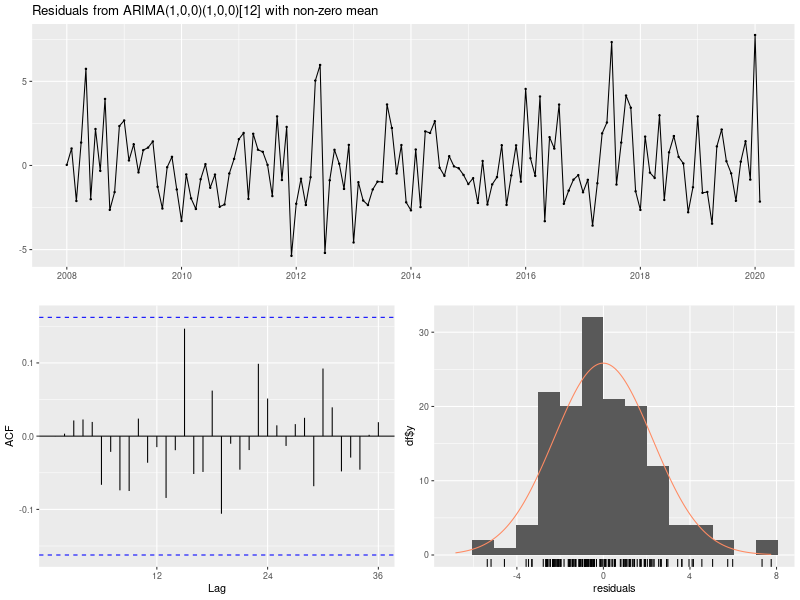 Residuals from ARIMA(1,0,0)(1,0,0)[12] with non-zero mean
5
0
-5
2008 2010 2012 2014 2016 2018 2020
ACF
0.1
0.0
-0.1
12 24 36
Lag
df$y
30
20
10
0
-4 0 4 8
residuals